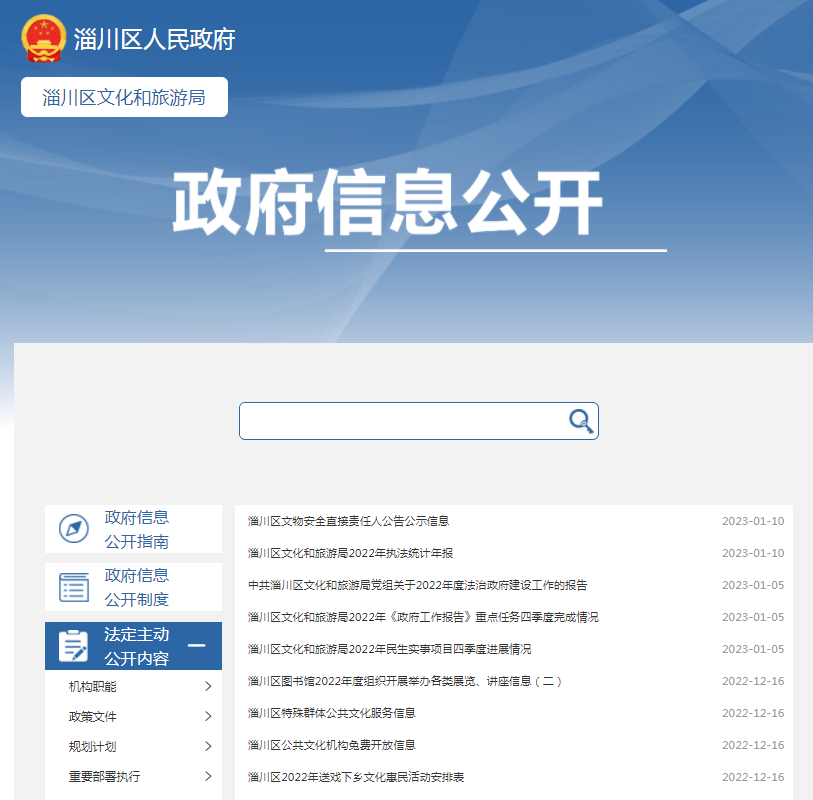 淄川区人民政府
淄川区文化和旅游局
政府信息公开
政府信息
公开指南
政府信息
公开制度
法定主动
公开内容
机构职能
政策文件
规划计划
重要部署执行
淄川区文物安全直接责任人公告公示信息 2023-01-10
淄川区文化和旅游局2022年执法统计年报 2023-01-10
中共淄川区文化和旅游局党组关于2022年度法治政府建设工作的报告 2023-01-05
淄川区文化和旅游局2022年《政府工作报告》重点任务四季度完成情况 2023-01-05
淄川区文化和旅游局2022年民生实事项目四季度进展情况 2023-01-05
淄川区图书馆2022年度组织开展举办各类展览、讲座信息（二） 2022-12-16
淄川区特殊群体公共文化服务信息 2022-12-16
淄川区公共文化机构免费开放信息 2022-12-16
淄川区2022年送戏下乡文化惠民活动安排表 2022-12-16